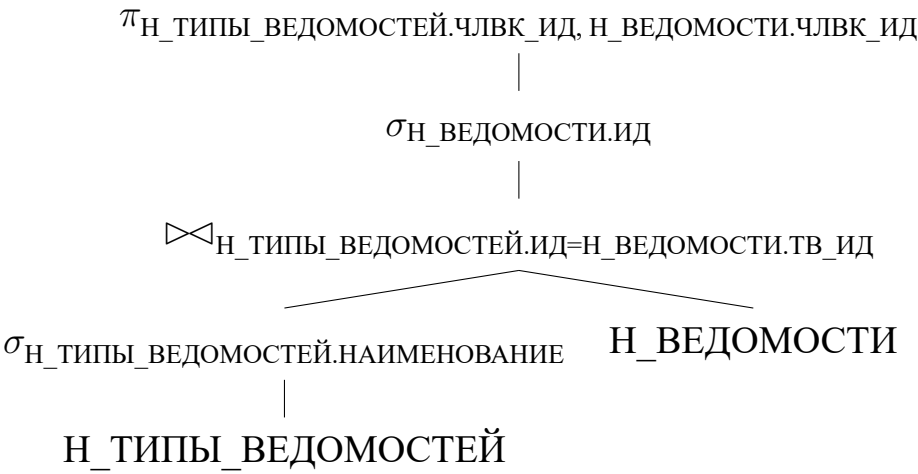 πН_ТИПЫ_ВЕДОМОСТЕЙ.ЧЛВК_ИД, Н_ВЕДОМОСТИ.ЧЛВК_ИД
σН_ВЕДОМОСТИ.ИД
⋈Н_ТИПЫ_ВЕДОМОСТЕЙ.ИД=Н_ВЕДОМОСТИ.ТВ_ИД
σН_ТИПЫ_ВЕДОМОСТЕЙ.НАИМЕНОВАНИЕ
Н_ВЕДОМОСТИ
Н_ТИПЫ_ВЕДОМОСТЕЙ